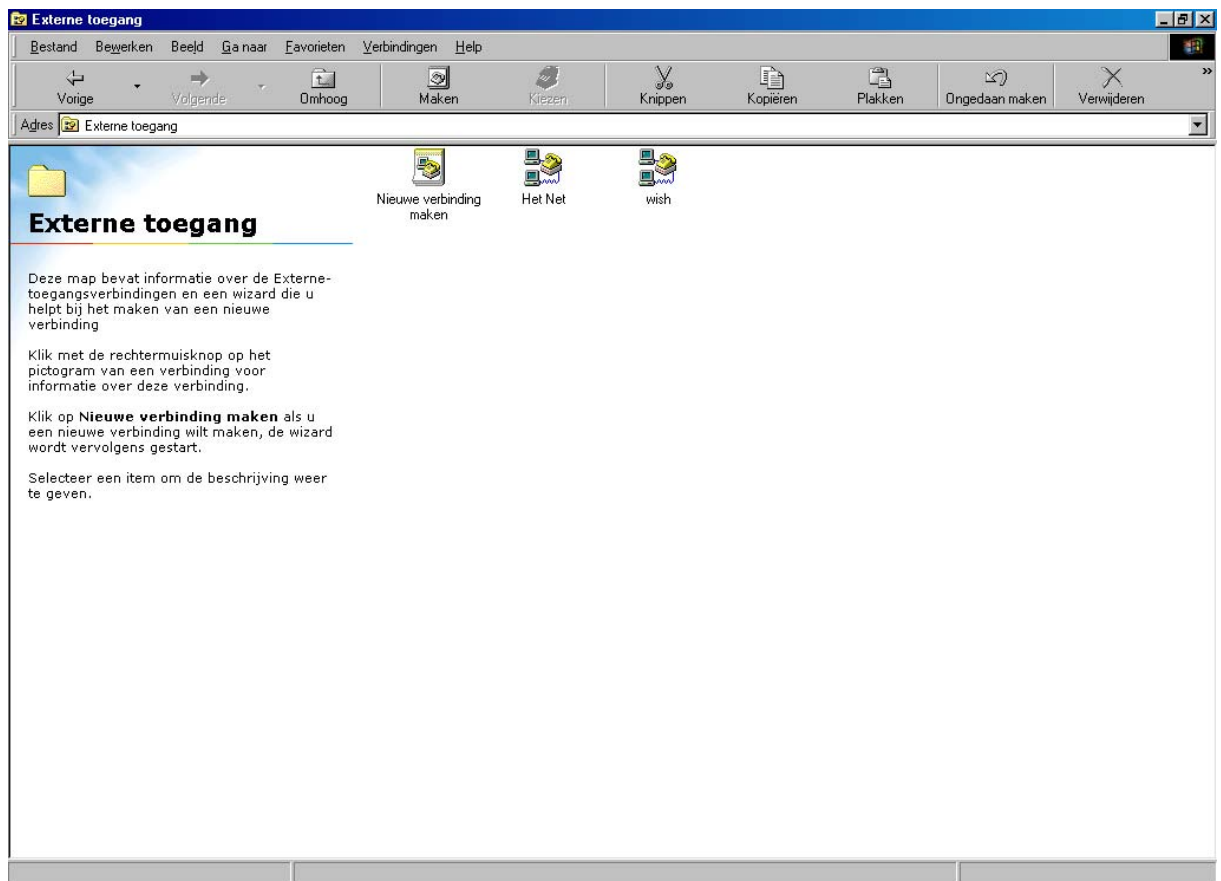 Externe toegang
Bestand Bewerken Beeld Ga naar Favorieten Verbindingen Help
Vorige Volgende Omhoog Maken Kiezen Knippen Kopiëren Plakken Ongedaan maken Verwijderen »
Adres Externe toegang
Externe toegang
Deze map bevat informatie over de Externe-
toegangsverbindingen en een wizard die u
helpt bij het maken van een nieuwe
verbinding
Klik met de rechtermuisknop op het
pictogram van een verbinding voor
informatie over deze verbinding.
Klik op Nieuwe verbinding maken als u
een nieuwe verbinding wilt maken, de wizard
wordt vervolgens gestart.
Selecteer een item om de beschrijving weer
te geven.
Nieuwe verbinding
maken
Het Net
wish